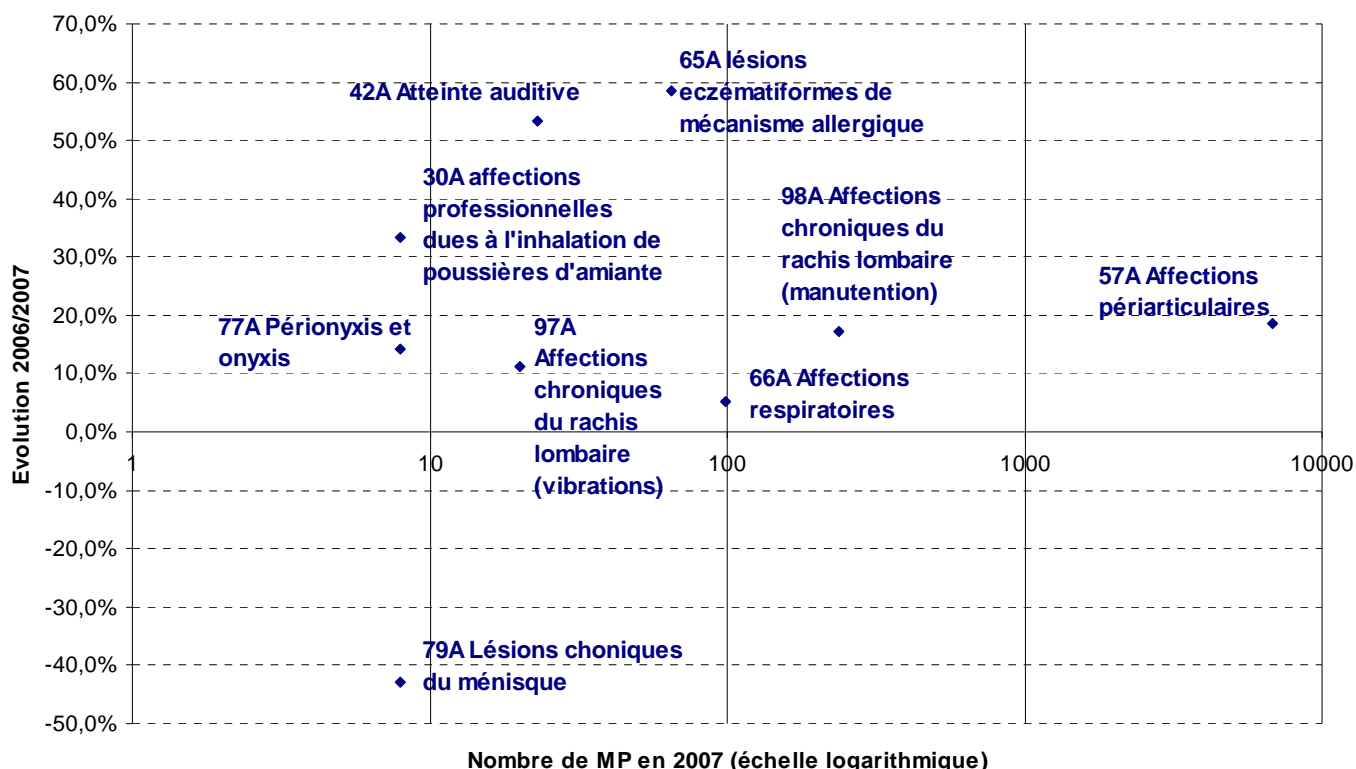 70,0%
60,0%
50,0%
40,0%
30,0%
20,0%
10,0%
0,0%
-10,0%
-20,0%
-30,0%
-40,0%
-50,0%
Evolution 2006/2007
1
10
100
1000
10000
Nombre de MP en 2007 (échelle logarithmique)
65A lésions
eczématiformes de
mécanisme allergique
42A Atteinte auditive
30A affections
professionnelles
dues à l'inhalation de
poussières d'amiante
98A Affections
chroniques du
rachis lombaire
(manutention)
57A Affections
périarticulaires
77A Périonyxis et
onyxis
97A
Affections
chroniques
du rachis
lombaire
(vibrations)
66A Affections
respiratoires
79A Lésions choniques
du ménisque